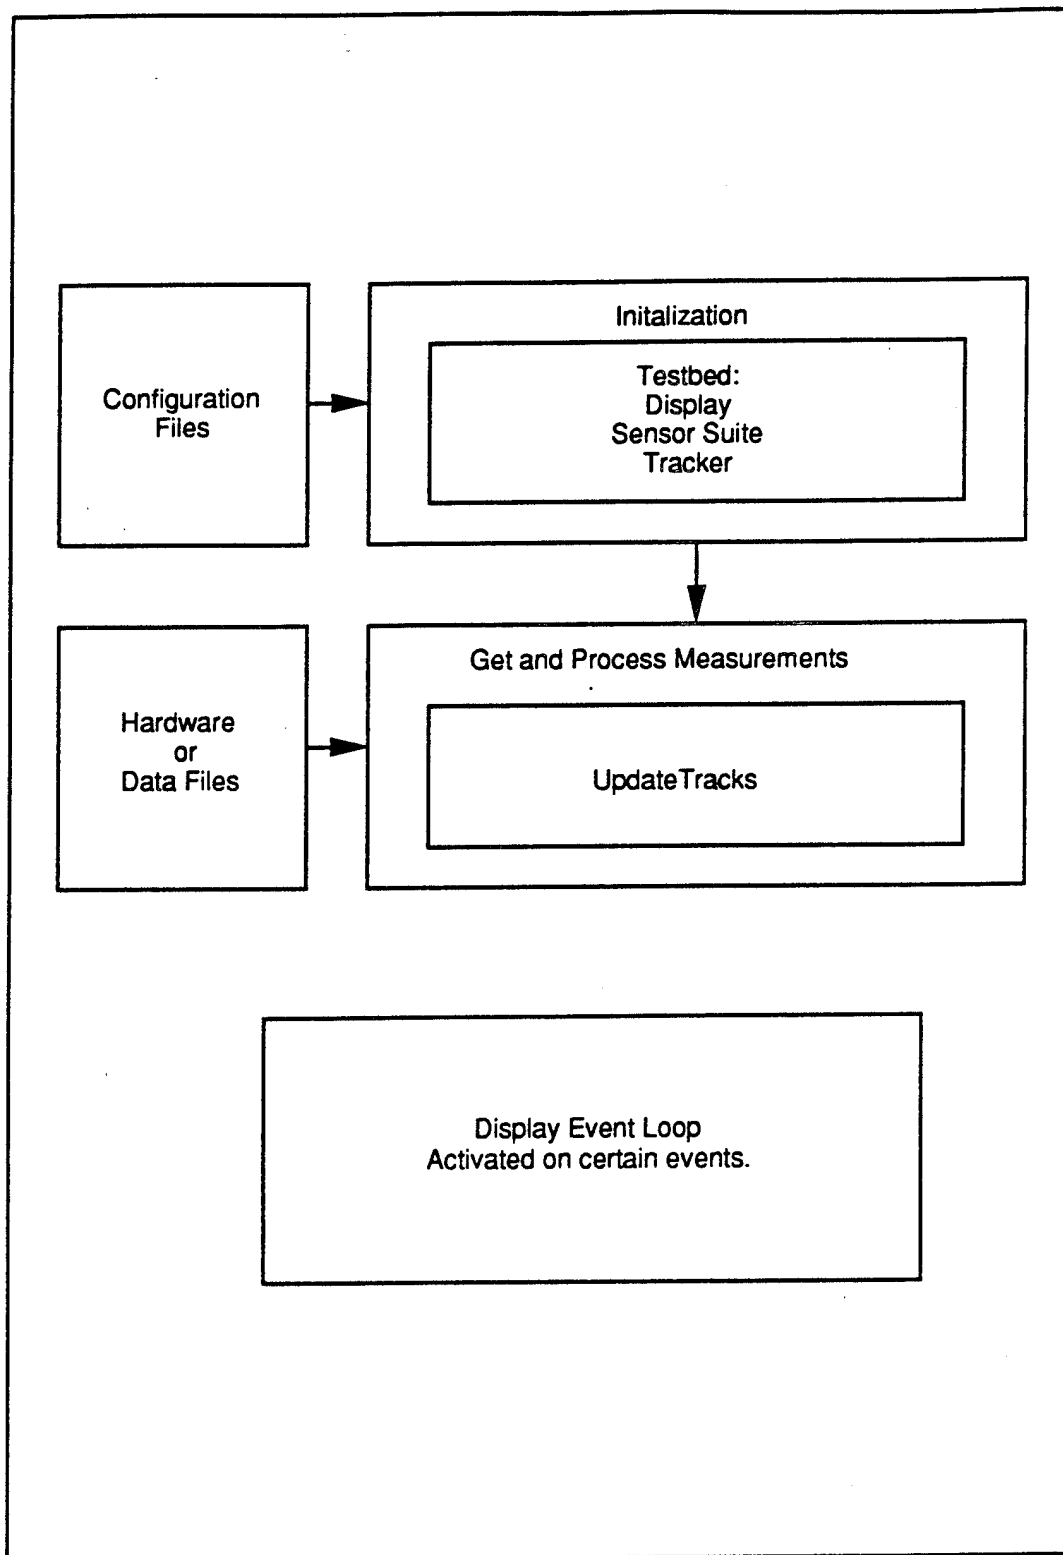 Initalization
Configuration
Files
Testbed:
Display
Sensor Suite
Tracker
Get and Process Measurements
Hardware
or
Data Files
UpdateTracks
Display Event Loop
Activated on certain events.